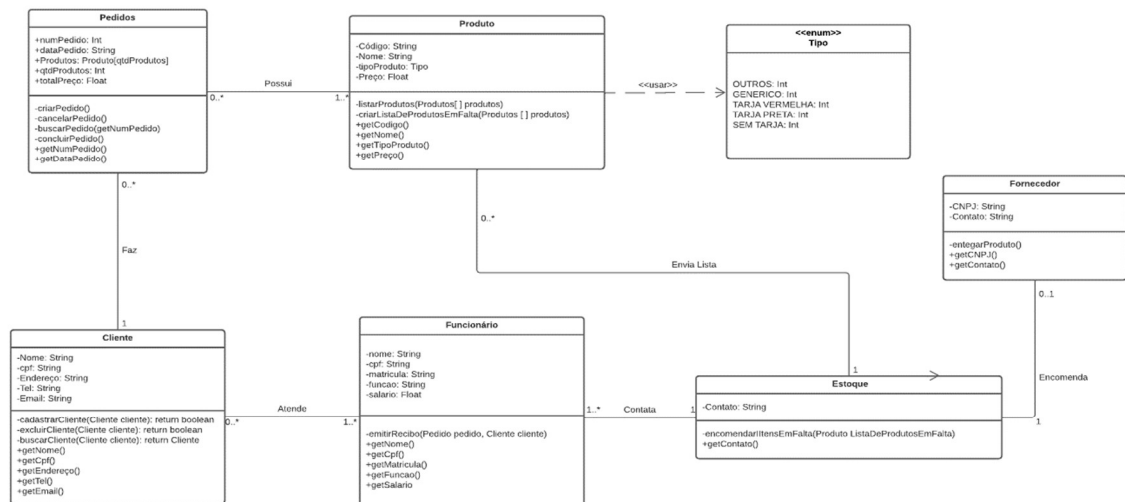 Pedidos
+numPedido: Int
+dataPedido: String
+Produtos: Produto[qtdProdutos]
+qtdProdutos: Int
+totalPreço: Float
-criarPedido()
-cancelarPedido()
-buscarPedido(getNumPedido)
-concluirPedido()
+getNumPedido()
+getDataPedido()
Possui
0..*
1..*
Produto
-Código: String
-Nome: String
-tipoProduto: Tipo
-Preço: Float
-listarProdutos(Produtos[ ] produtos)
-criarListaDeProdutosEmFalta(Produtos [ ] produtos)
+getCodigo()
+getNome()
+getTipoProduto()
+getPreço()
<<usar>>
<<enum>>
Tipo
OUTROS: Int
GENERICO: Int
TARJA VERMELHA: Int
TARJA PRETA: Int
SEM TARJA: Int
0..*
Faz
1
0..*
Envia Lista
1
Fornecedor
-CNPJ: String
-Contato: String
-entegarProduto()
+getCNPJ()
+getContato()
0..1
Encomenda
1
Cliente
-Nome: String
-cpf: String
-Endereço: String
-Tel: String
-Email: String
-cadastrarCliente(Cliente cliente): return boolean
-excluirCliente(Cliente cliente): return boolean
-buscarCliente(Cliente cliente): return Cliente
+getNome()
+getCpf()
+getEndereço()
+getTel()
+getEmail()
Atende
0..*
1..*
Funcionário
-nome: String
-cpf: String
-matricula: String
-funcao: String
-salario: Float
-emitirRecibo(Pedido pedido, Cliente cliente)
+getNome()
+getCpf()
+getMatricula()
+getFuncao()
+getSalario
1..*
Contata
1
Estoque
-Contato: String
-encomendarIItensEmFalta(Produto ListaDeProdutosEmFalta)
+getContato()